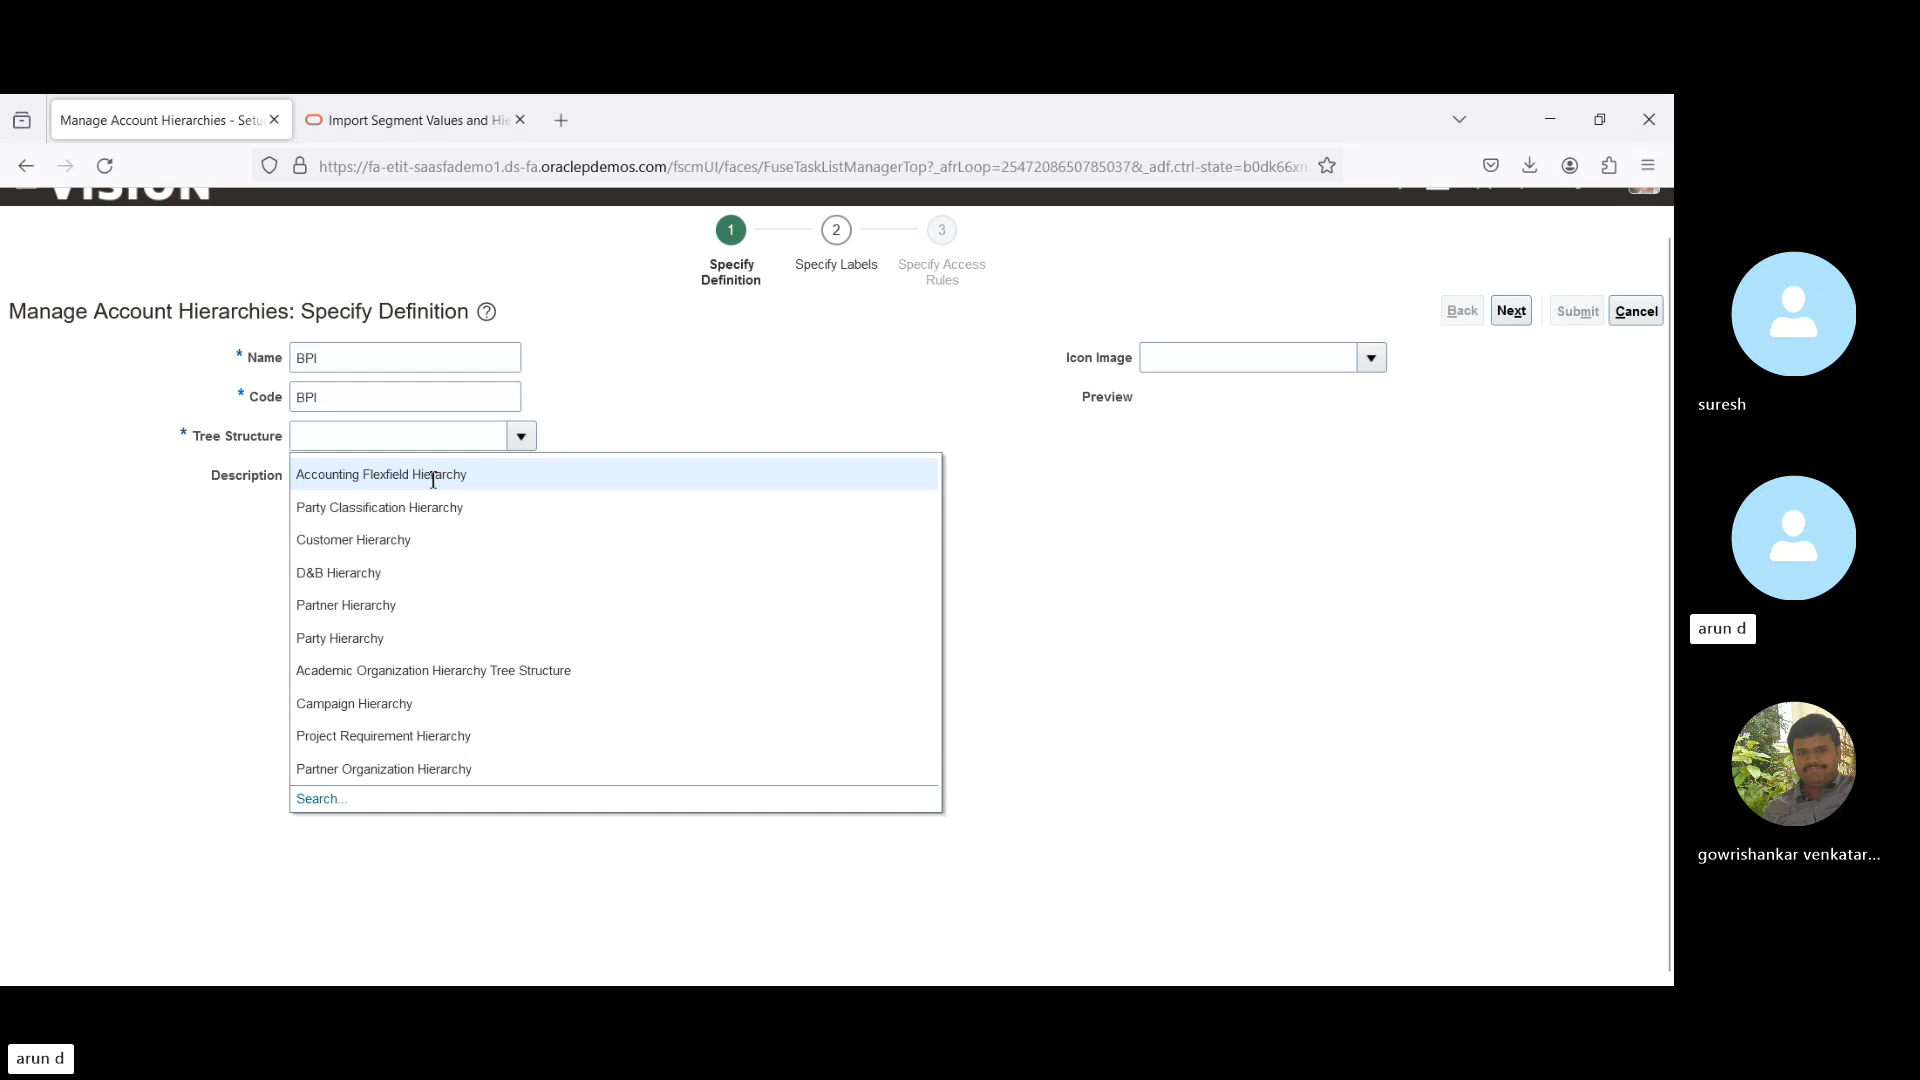 Manage Account Hierarchies - Setu
Import Segment Values and Hie
https://fa-etit-saasfademo1.ds-fa.oraclepdemos.com/fscmUI/faces/FuseTaskListManagerTop?_afrLoop=2547208650785037&_adf.ctrl-state=b0dk66xn
VISION
1
2
3
Specify Definition
Specify Labels
Specify Access Rules
Manage Account Hierarchies: Specify Definition
Back
Next
Submit
Cancel
* Name
BPI
Icon Image
* Code
BPI
Preview
* Tree Structure
Description
Accounting Flexfield Hierarchy
Party Classification Hierarchy
Customer Hierarchy
D&B Hierarchy
Partner Hierarchy
Party Hierarchy
Academic Organization Hierarchy Tree Structure
Campaign Hierarchy
Project Requirement Hierarchy
Partner Organization Hierarchy
Search...
suresh
arun d
gowrishankar venkatar...
arun d